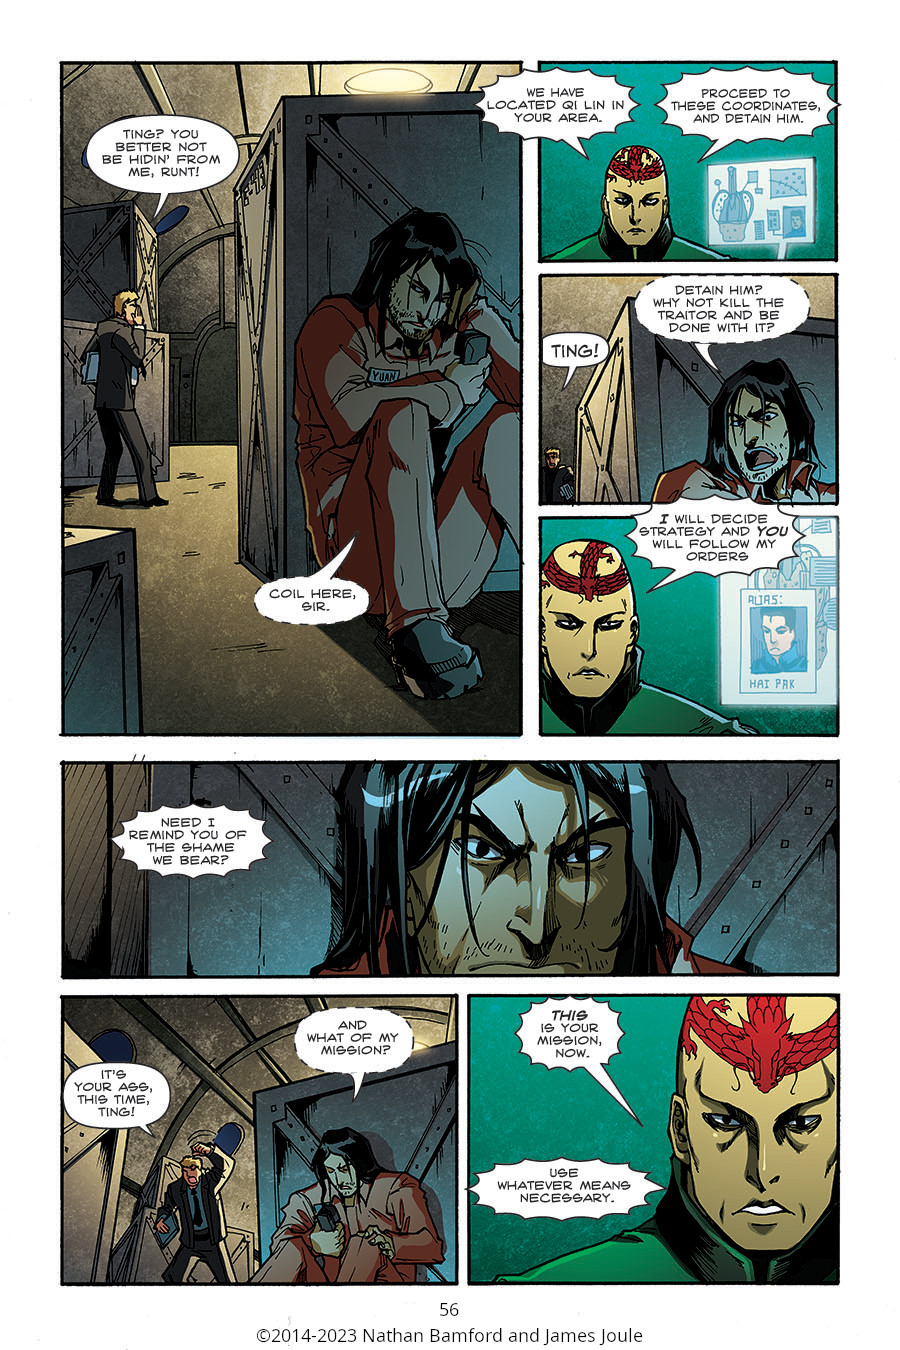 TING? YOU
BETTER NOT
BE HIDIN' FROM
ME, RUNT!
E-43
YUAN
COIL HERE,
SIR.
WE HAVE
LOCATED QI LIN IN
YOUR AREA.
PROCEED TO
THESE COORDINATES,
AND DETAIN HIM.
DETAIN HIM?
WHY NOT KILL THE
TRAITOR AND BE
DONE WITH IT?
TING!
I WILL DECIDE
STRATEGY AND YOU
WILL FOLLOW MY
ORDERS
ALIAS:
HAI PAK
NEED I
REMIND YOU OF
THE SHAME
WE BEAR?
IT'S
YOUR ASS,
THIS TIME,
TING!
AND
WHAT OF MY
MISSION?
THIS
IS YOUR
MISSION,
NOW.
USE
WHATEVER MEANS
NECESSARY.
56
©2014-2023 Nathan Bamford and James Joule